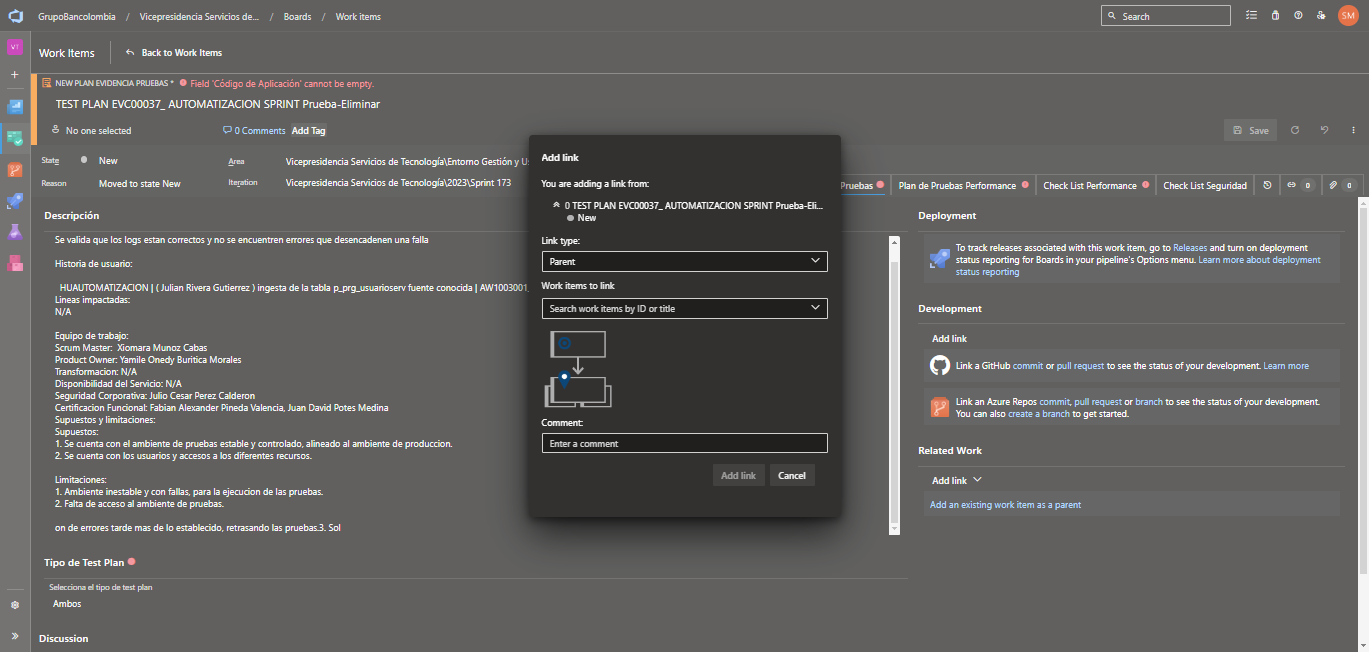 GrupoBancolombia / Vicepresidencia Servicios de... / Boards / Work items
Search
SM
VT
Work Items
Back to Work Items
NEW PLAN EVIDENCIA PRUEBAS * Field 'Código de Aplicación' cannot be empty.
TEST PLAN EVC00037_ AUTOMATIZACION SPRINT Prueba-Eliminar
No one selected
0 Comments
Add Tag
Save
State
New
Area
Vicepresidencia Servicios de Tecnología\Entorno Gestión y Us
Reason
Moved to state New
Iteration
Vicepresidencia Servicios de Tecnología\2023\Sprint 173
Pruebas
Plan de Pruebas Performance
Check List Performance
Check List Seguridad
0
0
Descripción
Se valida que los logs estan correctos y no se encuentren errores que desencadenen una falla
Historia de usuario:
HUAUTOMATIZACION | ( Julian Rivera Gutierrez ) ingesta de la tabla p_prg_usuarioserv fuente conocida | AW1003001_
Lineas impactadas:
N/A
Equipo de trabajo:
Scrum Master: Xiomara Munoz Cabas
Product Owner: Yamile Onedy Buritica Morales
Transformacion: N/A
Disponibilidad del Servicio: N/A
Seguridad Corporativa: Julio Cesar Perez Calderon
Certificacion Funcional: Fabian Alexander Pineda Valencia, Juan David Potes Medina
Supuestos y limitaciones:
Supuestos:
1. Se cuenta con el ambiente de pruebas estable y controlado, alineado al ambiente de produccion.
2. Se cuenta con los usuarios y accesos a los diferentes recursos.
Limitaciones:
1. Ambiente inestable y con fallas, para la ejecucion de las pruebas.
2. Falta de acceso al ambiente de pruebas.
on de errores tarde mas de lo establecido, retrasando las pruebas.3. Sol
Tipo de Test Plan
Selecciona el tipo de test plan
Ambos
Discussion
Add link
You are adding a link from:
0 TEST PLAN EVC00037_ AUTOMATIZACION SPRINT Prueba-Eli...
New
Link type:
Parent
Work items to link
Search work items by ID or title
Comment:
Enter a comment
Add link
Cancel
Deployment
To track releases associated with this work item, go to Releases and turn on deployment
status reporting for Boards in your pipeline's Options menu. Learn more about deployment
status reporting
Development
Add link
Link a GitHub commit or pull request to see the status of your development. Learn more
Link an Azure Repos commit, pull request or branch to see the status of your development.
You can also create a branch to get started.
Related Work
Add link
Add an existing work item as a parent